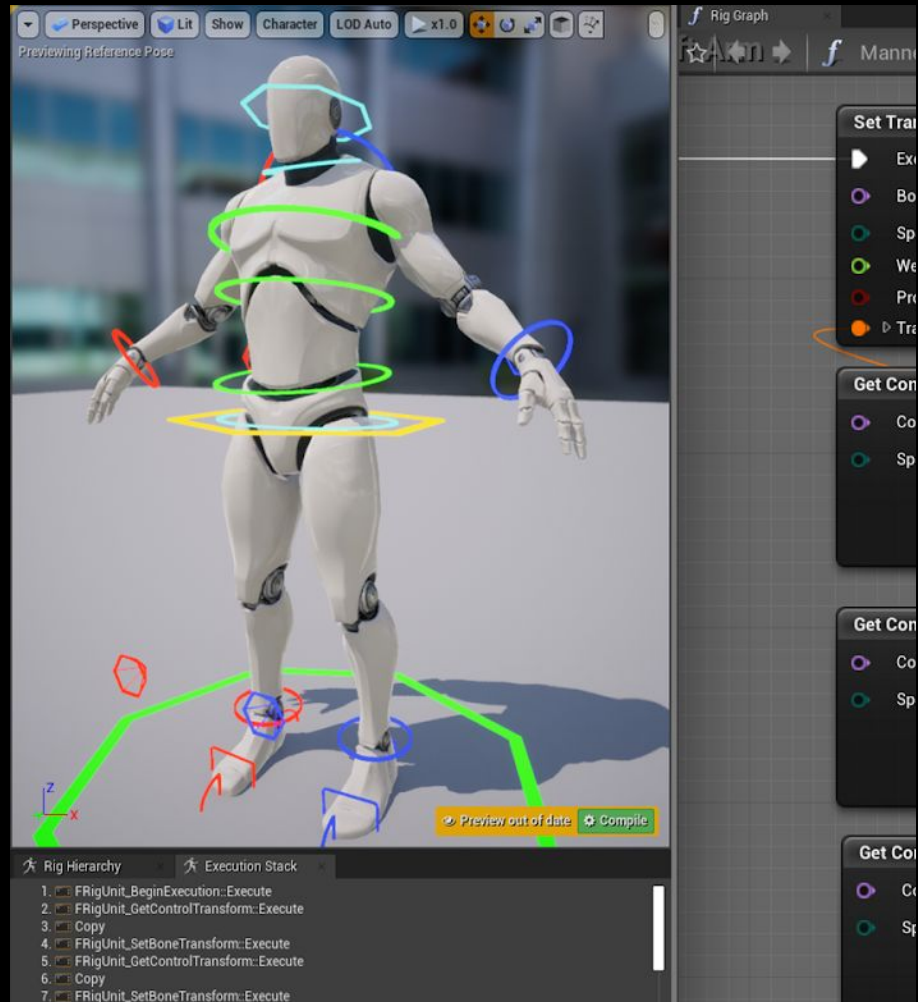 Perspective Lit Show Character LOD Auto x1.0
Previewing Reference Pose
Z
X
Preview out of date Compile
Rig Hierarchy Execution Stack
1. FRigUnit_BeginExecution::Execute
2. FRigUnit_GetControlTransform::Execute
3. Copy
4. FRigUnit_SetBoneTransform::Execute
5. FRigUnit_GetControlTransform::Execute
6. Copy
7. FRigUnit_SetBoneTransform::Execute
f Rig Graph
f Mann
Set Tra
Ex
Bo
Sp
We
Pr
Tra
Get Con
Co
Sp
Get Con
Co
Sp
Get Co
Co
Sp